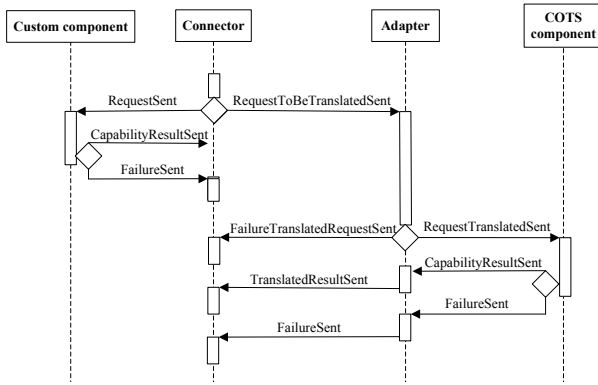 Custom component
Connector
Adapter
COTS
component
RequestSent
RequestToBeTranslatedSent
CapabilityResultSent
FailureSent
FailureTranslatedRequestSent
RequestTranslatedSent
CapabilityResultSent
TranslatedResultSent
FailureSent
FailureSent